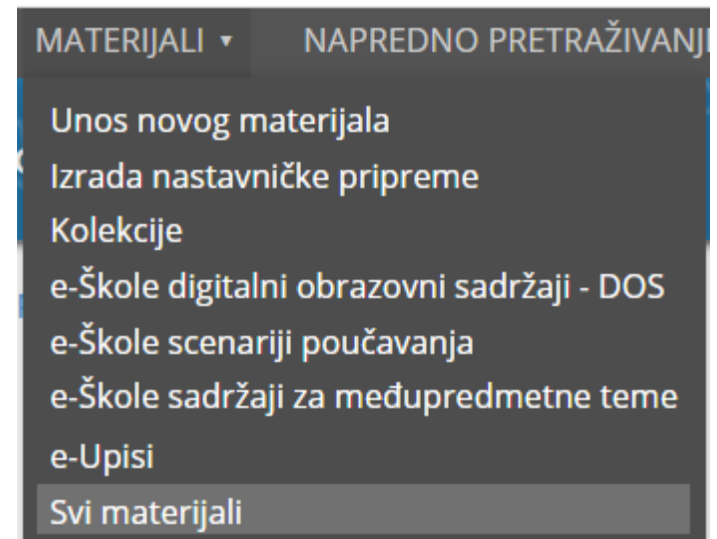 MATERIJALI ▾ NAPREDNO PRETRAŽIVANJE
Unos novog materijala
Izrada nastavničke pripreme
Kolekcije
e-Škole digitalni obrazovni sadržaji - DOS
e-Škole scenariji poučavanja
e-Škole sadržaji za međupredmetne teme
e-Upisi
Svi materijali